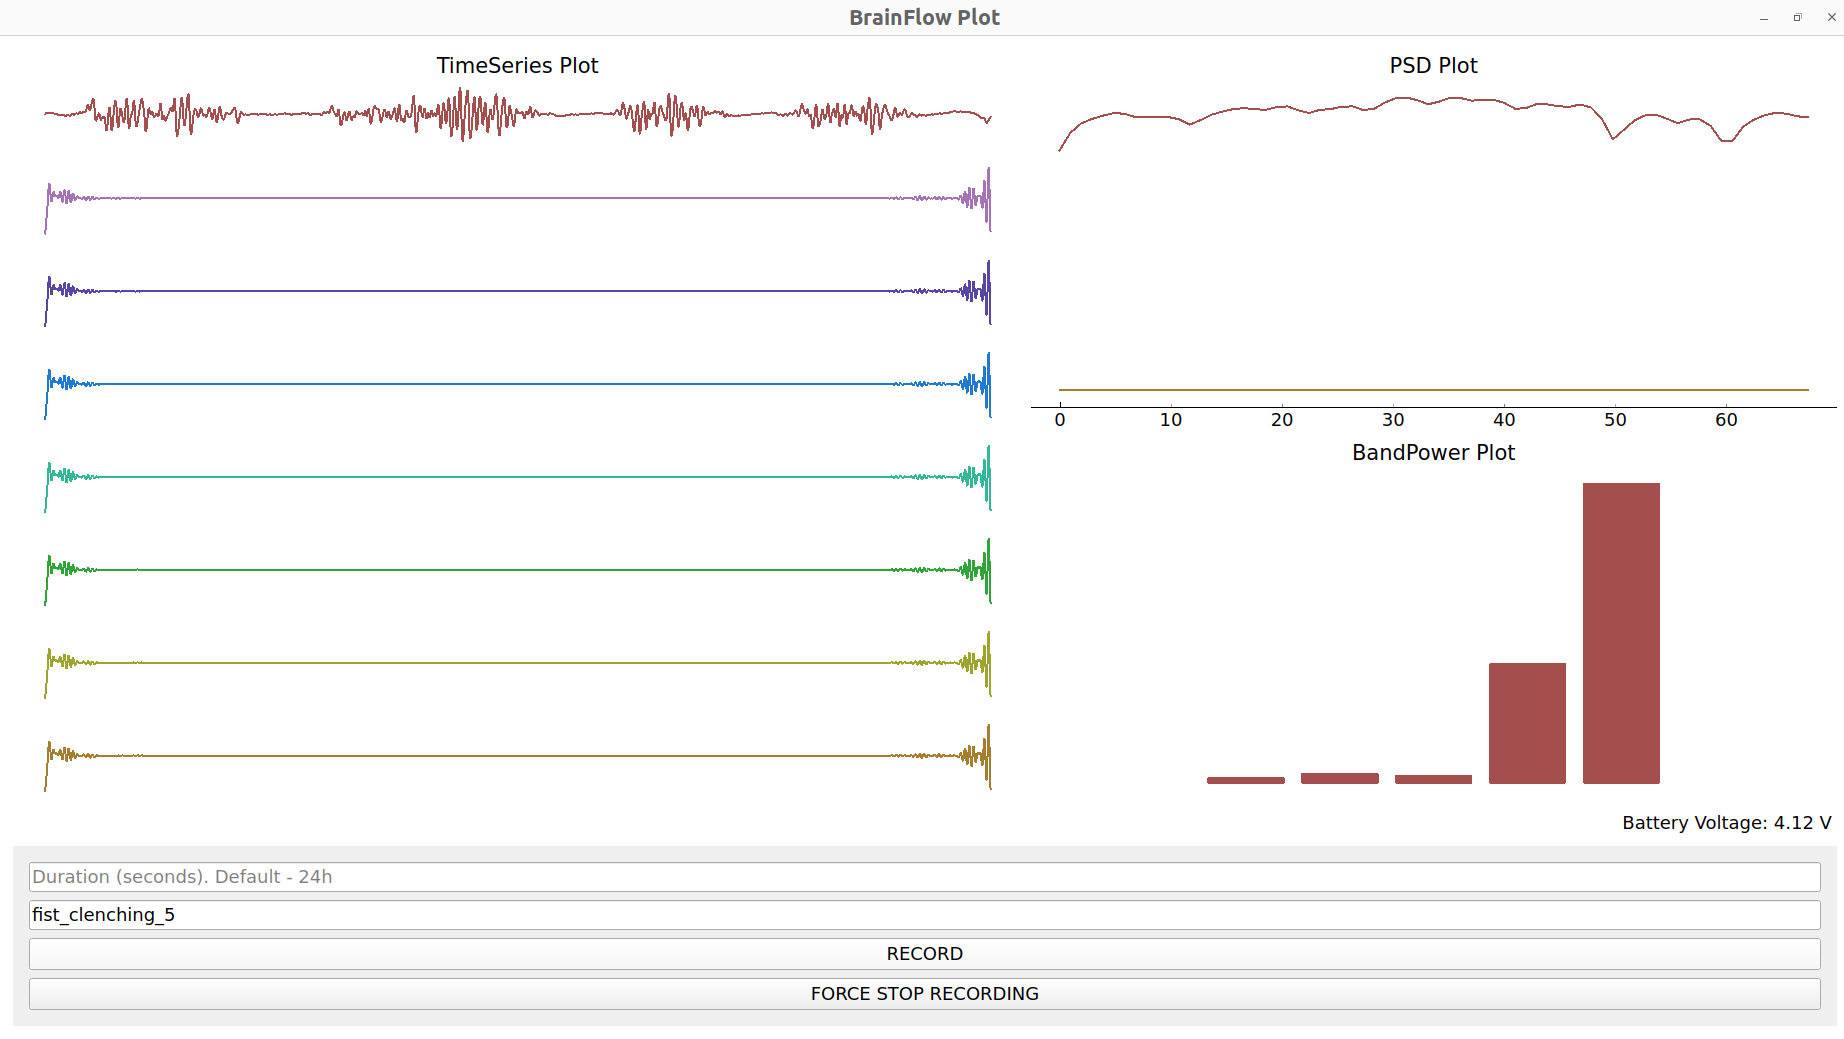 BrainFlow Plot
TimeSeries Plot
PSD Plot
0 10 20 30 40 50 60
BandPower Plot
Battery Voltage: 4.12 V
Duration (seconds). Default - 24h
fist_clenching_5
RECORD
FORCE STOP RECORDING